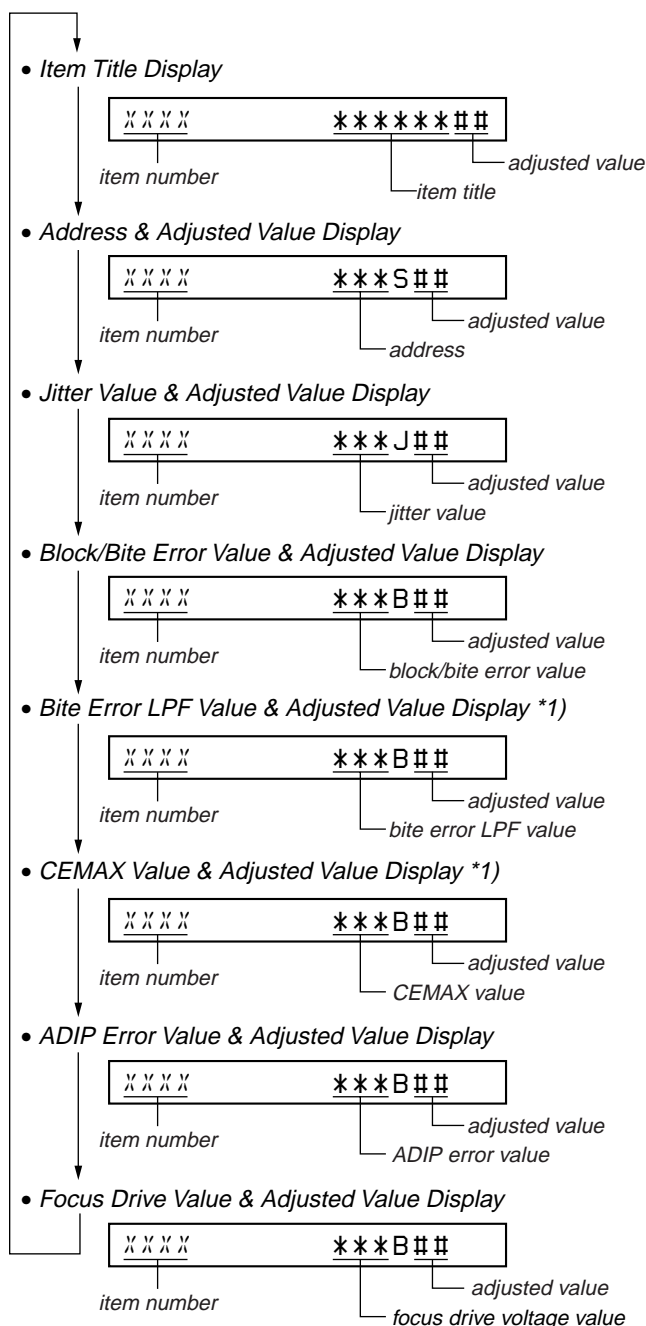 • Item Title Display
XXXX ******##
adjusted value
item number
item title
• Address & Adjusted Value Display
XXXX ***S##
adjusted value
item number
address
• Jitter Value & Adjusted Value Display
XXXX ***J##
adjusted value
item number
jitter value
• Block/Bite Error Value & Adjusted Value Display
XXXX ***B##
adjusted value
item number
block/bite error value
• Bite Error LPF Value & Adjusted Value Display *1)
XXXX ***B##
adjusted value
item number
bite error LPF value
• CEMAX Value & Adjusted Value Display *1)
XXXX ***B##
adjusted value
item number
CEMAX value
• ADIP Error Value & Adjusted Value Display
XXXX ***B##
adjusted value
item number
ADIP error value
• Focus Drive Value & Adjusted Value Display
XXXX ***B##
adjusted value
item number
focus drive voltage value